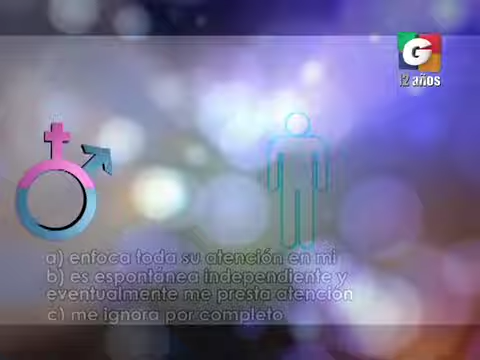 G
12 años
a) enfoca toda su atención en mi
b) es espontánea independiente y
eventualmente me presta atención
c) me ignora por completo